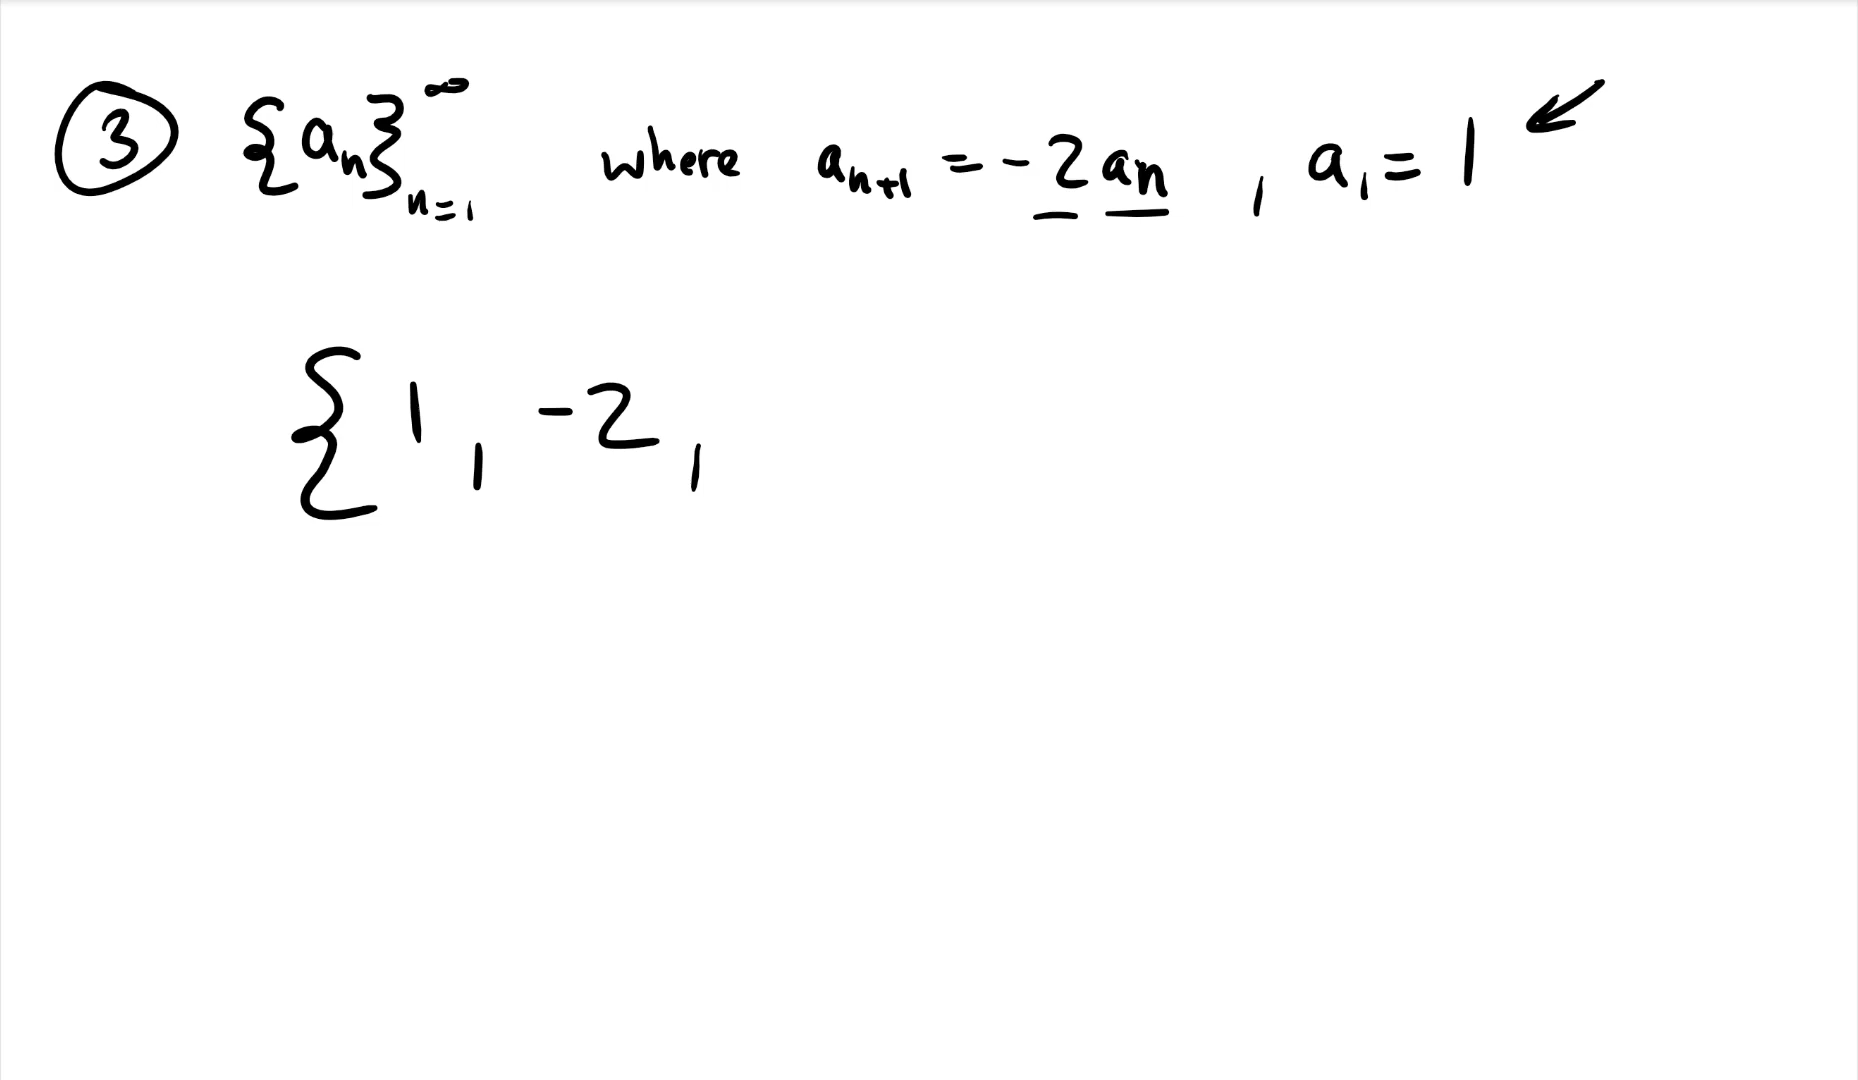 ③ {aₙ}^∞_{n=1} where aₙ₊₁ = -2aₙ , a₁ = 1
{ 1 , -2 ,